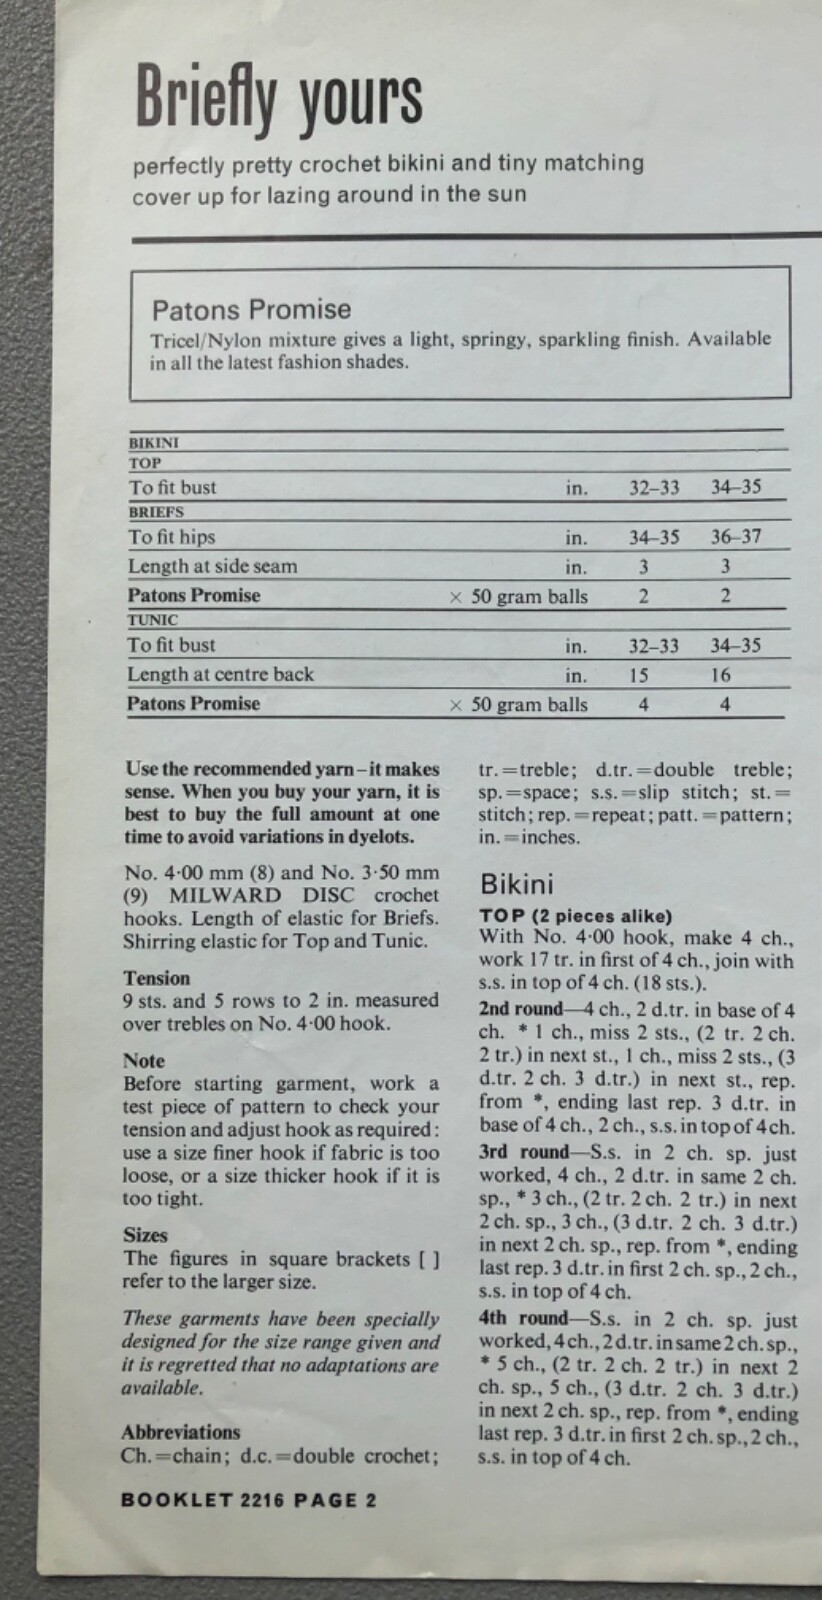 Briefly yours
perfectly pretty crochet bikini and tiny matching
cover up for lazing around in the sun
Patons Promise
Tricel/Nylon mixture gives a light, springy, sparkling finish. Available
in all the latest fashion shades.
BIKINI
TOP
To fit bust in. 32–33 34–35
BRIEFS
To fit hips in. 34–35 36–37
Length at side seam in. 3 3
Patons Promise × 50 gram balls 2 2
TUNIC
To fit bust in. 32–33 34–35
Length at centre back in. 15 16
Patons Promise × 50 gram balls 4 4
Use the recommended yarn–it makes
sense. When you buy your yarn, it is
best to buy the full amount at one
time to avoid variations in dyelots.
No. 4·00 mm (8) and No. 3·50 mm
(9) MILWARD DISC crochet
hooks. Length of elastic for Briefs.
Shirring elastic for Top and Tunic.
Tension
9 sts. and 5 rows to 2 in. measured
over trebles on No. 4·00 hook.
Note
Before starting garment, work a
test piece of pattern to check your
tension and adjust hook as required:
use a size finer hook if fabric is too
loose, or a size thicker hook if it is
too tight.
Sizes
The figures in square brackets [ ]
refer to the larger size.
These garments have been specially
designed for the size range given and
it is regretted that no adaptations are
available.
Abbreviations
Ch.=chain; d.c.=double crochet;
tr.=treble; d.tr.=double treble;
sp.=space; s.s.=slip stitch; st.=
stitch; rep.=repeat; patt.=pattern;
in.=inches.
Bikini
TOP (2 pieces alike)
With No. 4·00 hook, make 4 ch.,
work 17 tr. in first of 4 ch., join with
s.s. in top of 4 ch. (18 sts.).
2nd round—4 ch., 2 d.tr. in base of 4
ch. * 1 ch., miss 2 sts., (2 tr. 2 ch.
2 tr.) in next st., 1 ch., miss 2 sts., (3
d.tr. 2 ch. 3 d.tr.) in next st., rep.
from *, ending last rep. 3 d.tr. in
base of 4 ch., 2 ch., s.s. in top of 4 ch.
3rd round—S.s. in 2 ch. sp. just
worked, 4 ch., 2 d.tr. in same 2 ch.
sp., * 3 ch., (2 tr. 2 ch. 2 tr.) in next
2 ch. sp., 3 ch., (3 d.tr. 2 ch. 3 d.tr.)
in next 2 ch. sp., rep. from *, ending
last rep. 3 d.tr. in first 2 ch. sp., 2 ch.,
s.s. in top of 4 ch.
4th round—S.s. in 2 ch. sp. just
worked, 4 ch., 2 d.tr. in same 2 ch. sp.,
* 5 ch., (2 tr. 2 ch. 2 tr.) in next 2
ch. sp., 5 ch., (3 d.tr. 2 ch. 3 d.tr.)
in next 2 ch. sp., rep. from *, ending
last rep. 3 d.tr. in first 2 ch. sp., 2 ch.,
s.s. in top of 4 ch.
BOOKLET 2216 PAGE 2